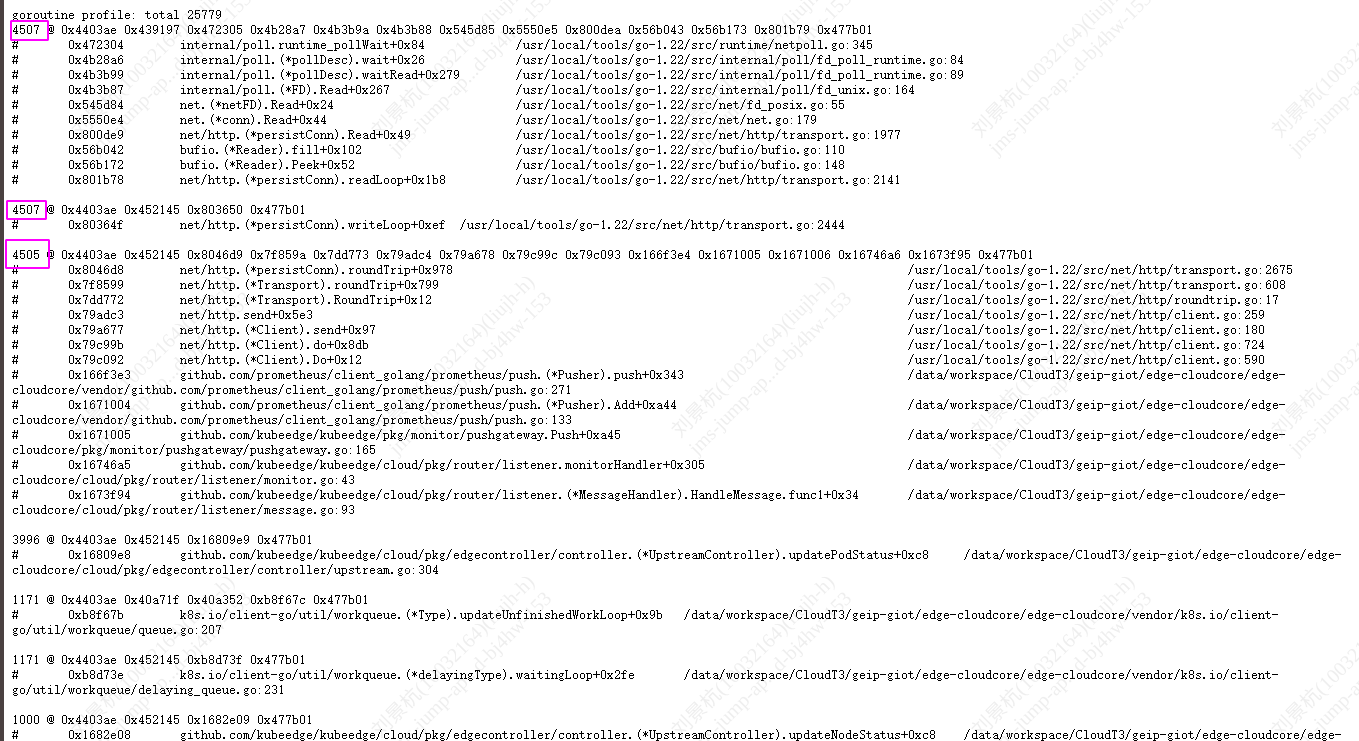 goroutine profile: total 25779
4507 @ 0x4403ae 0x439197 0x472305 0x4b28a7 0x4b3b9a 0x4b3b88 0x545d85 0x5550e5 0x800dea 0x56b043 0x56b173 0x801b79 0x477b01
# 0x472304 internal/poll.runtime_pollWait+0x84 /usr/local/tools/go-1.22/src/runtime/netpoll.go:345
# 0x4b28a6 internal/poll.(*pollDesc).wait+0x26 /usr/local/tools/go-1.22/src/internal/poll/fd_poll_runtime.go:84
# 0x4b3b99 internal/poll.(*pollDesc).waitRead+0x279 /usr/local/tools/go-1.22/src/internal/poll/fd_poll_runtime.go:89
# 0x4b3b87 internal/poll.(*FD).Read+0x267 /usr/local/tools/go-1.22/src/internal/poll/fd_unix.go:164
# 0x545d84 net.(*netFD).Read+0x24 /usr/local/tools/go-1.22/src/net/fd_posix.go:55
# 0x5550e4 net.(*conn).Read+0x44 /usr/local/tools/go-1.22/src/net/net.go:179
# 0x800de9 net/http.(*persistConn).Read+0x49 /usr/local/tools/go-1.22/src/net/http/transport.go:1977
# 0x56b042 bufio.(*Reader).fill+0x102 /usr/local/tools/go-1.22/src/bufio/bufio.go:110
# 0x56b172 bufio.(*Reader).Peek+0x52 /usr/local/tools/go-1.22/src/bufio/bufio.go:148
# 0x801b78 net/http.(*persistConn).readLoop+0x1b8 /usr/local/tools/go-1.22/src/net/http/transport.go:2141
4507 @ 0x4403ae 0x452145 0x803650 0x477b01
# 0x80364f net/http.(*persistConn).writeLoop+0xef /usr/local/tools/go-1.22/src/net/http/transport.go:2444
4505 @ 0x4403ae 0x452145 0x8046d9 0x7f859a 0x7dd773 0x79adc4 0x79a678 0x79c99c 0x79c093 0x166f3e4 0x1671005 0x1671006 0x16746a6 0x1673f95 0x477b01
# 0x8046d8 net/http.(*persistConn).roundTrip+0x978 /usr/local/tools/go-1.22/src/net/http/transport.go:2675
# 0x7f8599 net/http.(*Transport).roundTrip+0x799 /usr/local/tools/go-1.22/src/net/http/transport.go:608
# 0x7dd772 net/http.(*Transport).RoundTrip+0x12 /usr/local/tools/go-1.22/src/net/http/roundtrip.go:17
# 0x79adc3 net/http.send+0x5e3 /usr/local/tools/go-1.22/src/net/http/client.go:259
# 0x79a677 net/http.(*Client).send+0x97 /usr/local/tools/go-1.22/src/net/http/client.go:180
# 0x79c99b net/http.(*Client).do+0x8db /usr/local/tools/go-1.22/src/net/http/client.go:724
# 0x79c092 net/http.(*Client).Do+0x12 /usr/local/tools/go-1.22/src/net/http/client.go:590
# 0x166f3e3 github.com/prometheus/client_golang/prometheus/push.(*Pusher).push+0x343 /data/workspace/CloudT3/geip-giot/edge-cloudcore/edge-
cloudcore/vendor/github.com/prometheus/client_golang/prometheus/push/push.go:271
# 0x1671004 github.com/prometheus/client_golang/prometheus/push.(*Pusher).Add+0xa44 /data/workspace/CloudT3/geip-giot/edge-cloudcore/edge-
cloudcore/vendor/github.com/prometheus/client_golang/prometheus/push/push.go:133
# 0x1671005 github.com/kubeedge/kubeedge/pkg/monitor/pushgateway.Push+0xa45 /data/workspace/CloudT3/geip-giot/edge-cloudcore/edge-
cloudcore/pkg/monitor/pushgateway/pushgateway.go:165
# 0x16746a5 github.com/kubeedge/kubeedge/cloud/pkg/router/listener.monitorHandler+0x305 /data/workspace/CloudT3/geip-giot/edge-cloudcore/edge-
cloudcore/cloud/pkg/router/listener/monitor.go:43
# 0x1673f94 github.com/kubeedge/kubeedge/cloud/pkg/router/listener.(*MessageHandler).HandleMessage.func1+0x34 /data/workspace/CloudT3/geip-giot/edge-cloudcore/edge-
cloudcore/cloud/pkg/router/listener/message.go:93
3996 @ 0x4403ae 0x452145 0x16809e9 0x477b01
# 0x16809e8 github.com/kubeedge/kubeedge/cloud/pkg/edgecontroller/controller.(*UpstreamController).updatePodStatus+0xc8 /data/workspace/CloudT3/geip-giot/edge-cloudcore/edge-
cloudcore/cloud/pkg/edgecontroller/controller/upstream.go:304
1171 @ 0x4403ae 0x40a71f 0x40a352 0xb8f67c 0x477b01
# 0xb8f67b k8s.io/client-go/util/workqueue.(*Type).updateUnfinishedWorkLoop+0x9b /data/workspace/CloudT3/geip-giot/edge-cloudcore/edge-cloudcore/vendor/k8s.io/client-
go/util/workqueue/queue.go:207
1171 @ 0x4403ae 0x452145 0xb8d73f 0x477b01
# 0xb8d73e k8s.io/client-go/util/workqueue.(*delayingType).waitingLoop+0x2fe /data/workspace/CloudT3/geip-giot/edge-cloudcore/edge-cloudcore/vendor/k8s.io/client-
go/util/workqueue/delaying_queue.go:231
1000 @ 0x4403ae 0x452145 0x1682e09 0x477b01
# 0x1682e08 github.com/kubeedge/kubeedge/cloud/pkg/edgecontroller/controller.(*UpstreamController).updateNodeStatus+0xc8 /data/workspace/CloudT3/geip-giot/edge-cloudcore/edge-